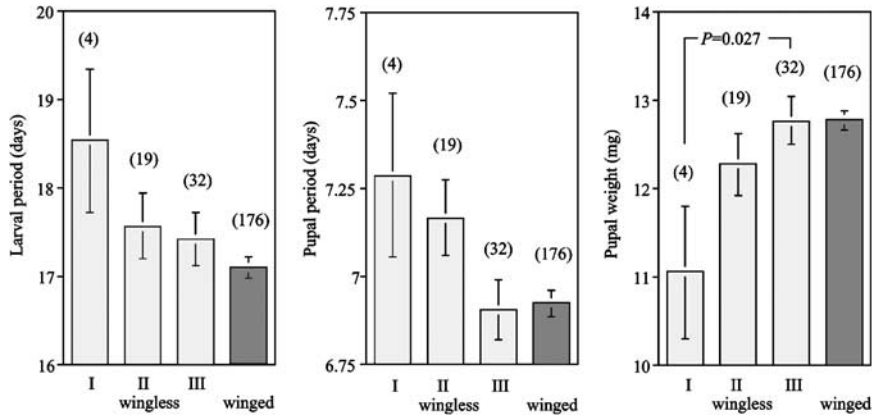 20
19
18
17
16
Larval period (days)
(4)
(19)
(32)
(176)
I II III
wingless winged
7.75
7.5
7.25
7
6.75
Pupal period (days)
(4)
(19)
(32)
(176)
I II III
wingless winged
14
13
12
11
10
Pupal weight (mg)
P=0.027
(4)
(19)
(32)
(176)
I II III
wingless winged